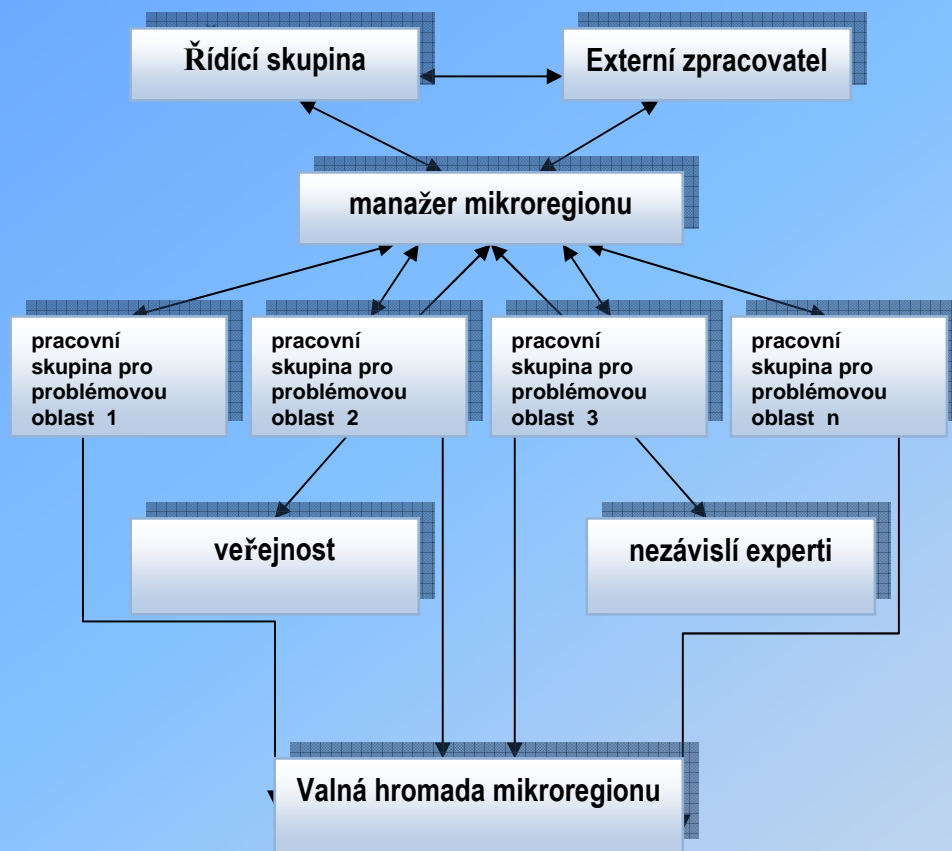 Řídící skupina
Externí zpracovatel
manažer mikroregionu
pracovní
skupina pro
problémovou
oblast 1
pracovní
skupina pro
problémovou
oblast 2
pracovní
skupina pro
problémovou
oblast 3
pracovní
skupina pro
problémovou
oblast n
veřejnost
nezávislí experti
Valná hromada mikroregionu